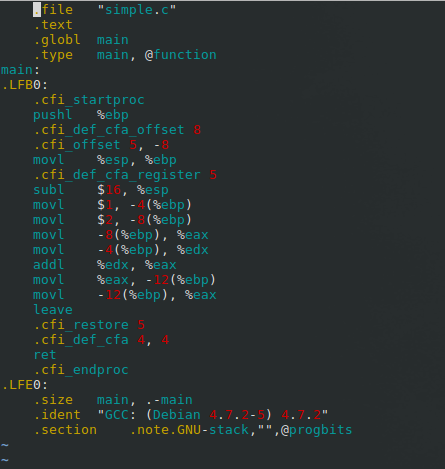 .file "simple.c"
.text
.globl main
.type main, @function
main:
.LFB0:
.cfi_startproc
pushl %ebp
.cfi_def_cfa_offset 8
.cfi_offset 5, -8
movl %esp, %ebp
.cfi_def_cfa_register 5
subl $16, %esp
movl $1, -4(%ebp)
movl $2, -8(%ebp)
movl -8(%ebp), %eax
movl -4(%ebp), %edx
addl %edx, %eax
movl %eax, -12(%ebp)
movl -12(%ebp), %eax
leave
.cfi_restore 5
.cfi_def_cfa 4, 4
ret
.cfi_endproc
.LFE0:
.size main, .-main
.ident "GCC: (Debian 4.7.2-5) 4.7.2"
.section .note.GNU-stack,"",@progbits
~
~